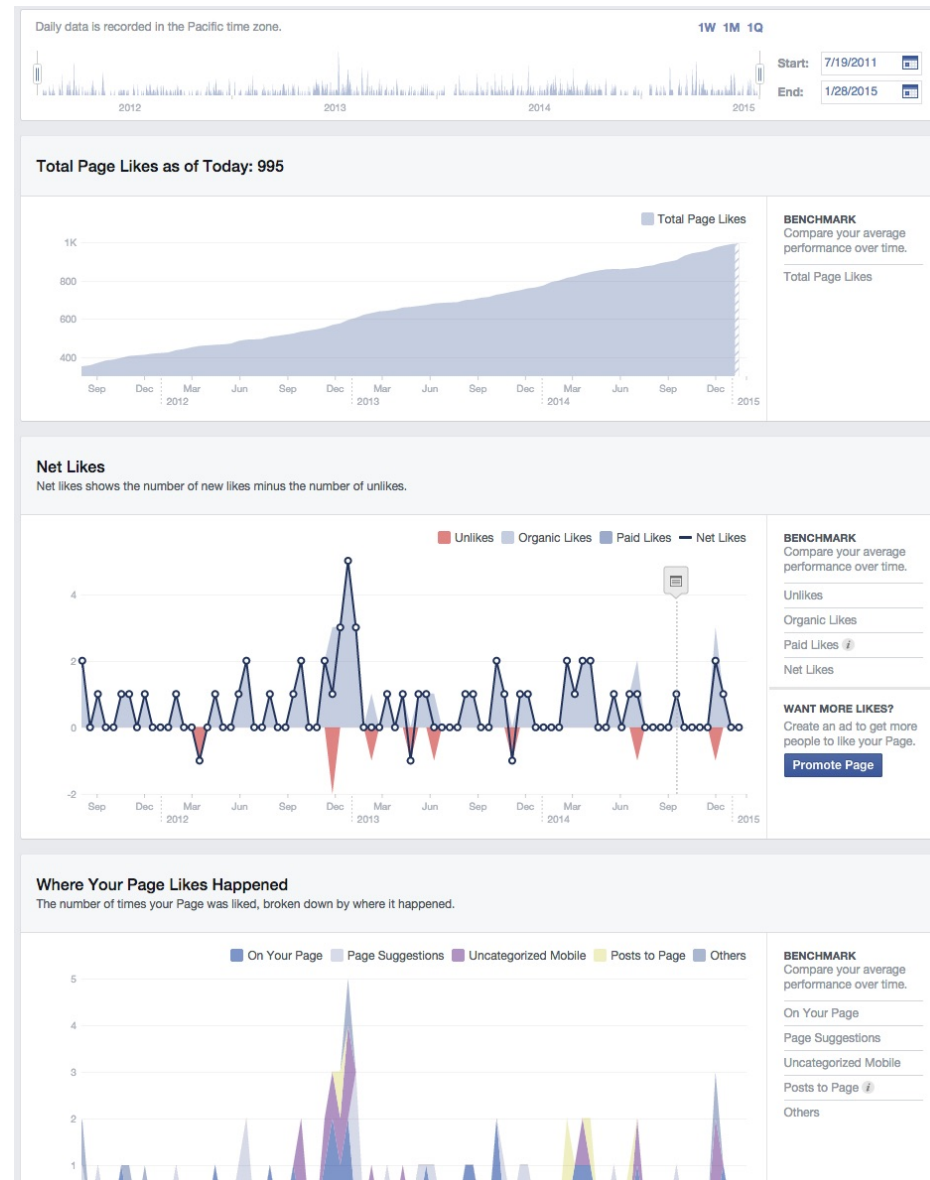 Daily data is recorded in the Pacific time zone.
1W 1M 1Q
Start: 7/19/2011
End: 1/28/2015
2012 2013 2014 2015
Total Page Likes as of Today: 995
Total Page Likes
1K
800
600
400
Sep Dec Mar Jun Sep Dec Mar Jun Sep Dec Mar Jun Sep Dec
2012 2013 2014 2015
BENCHMARK
Compare your average
performance over time.
Total Page Likes
Net Likes
Net likes shows the number of new likes minus the number of unlikes.
Unlikes Organic Likes Paid Likes Net Likes
4
2
0
-2
Sep Dec Mar Jun Sep Dec Mar Jun Sep Dec Mar Jun Sep Dec
2012 2013 2014 2015
BENCHMARK
Compare your average
performance over time.
Unlikes
Organic Likes
Paid Likes i
Net Likes
WANT MORE LIKES?
Create an ad to get more
people to like your Page.
Promote Page
Where Your Page Likes Happened
The number of times your Page was liked, broken down by where it happened.
On Your Page Page Suggestions Uncategorized Mobile Posts to Page Others
5
4
3
2
1
BENCHMARK
Compare your average
performance over time.
On Your Page
Page Suggestions
Uncategorized Mobile
Posts to Page i
Others